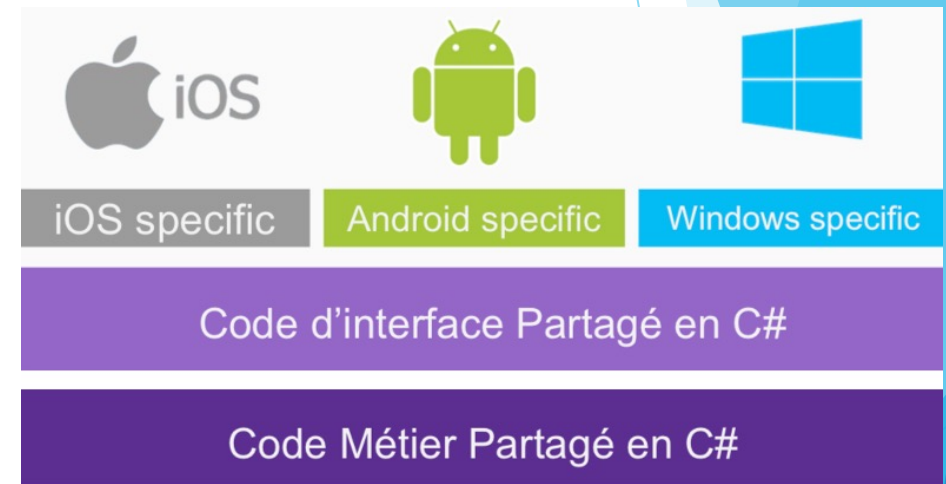 iOS
iOS specific
Android specific
Windows specific
Code d’interface Partagé en C#
Code Métier Partagé en C#